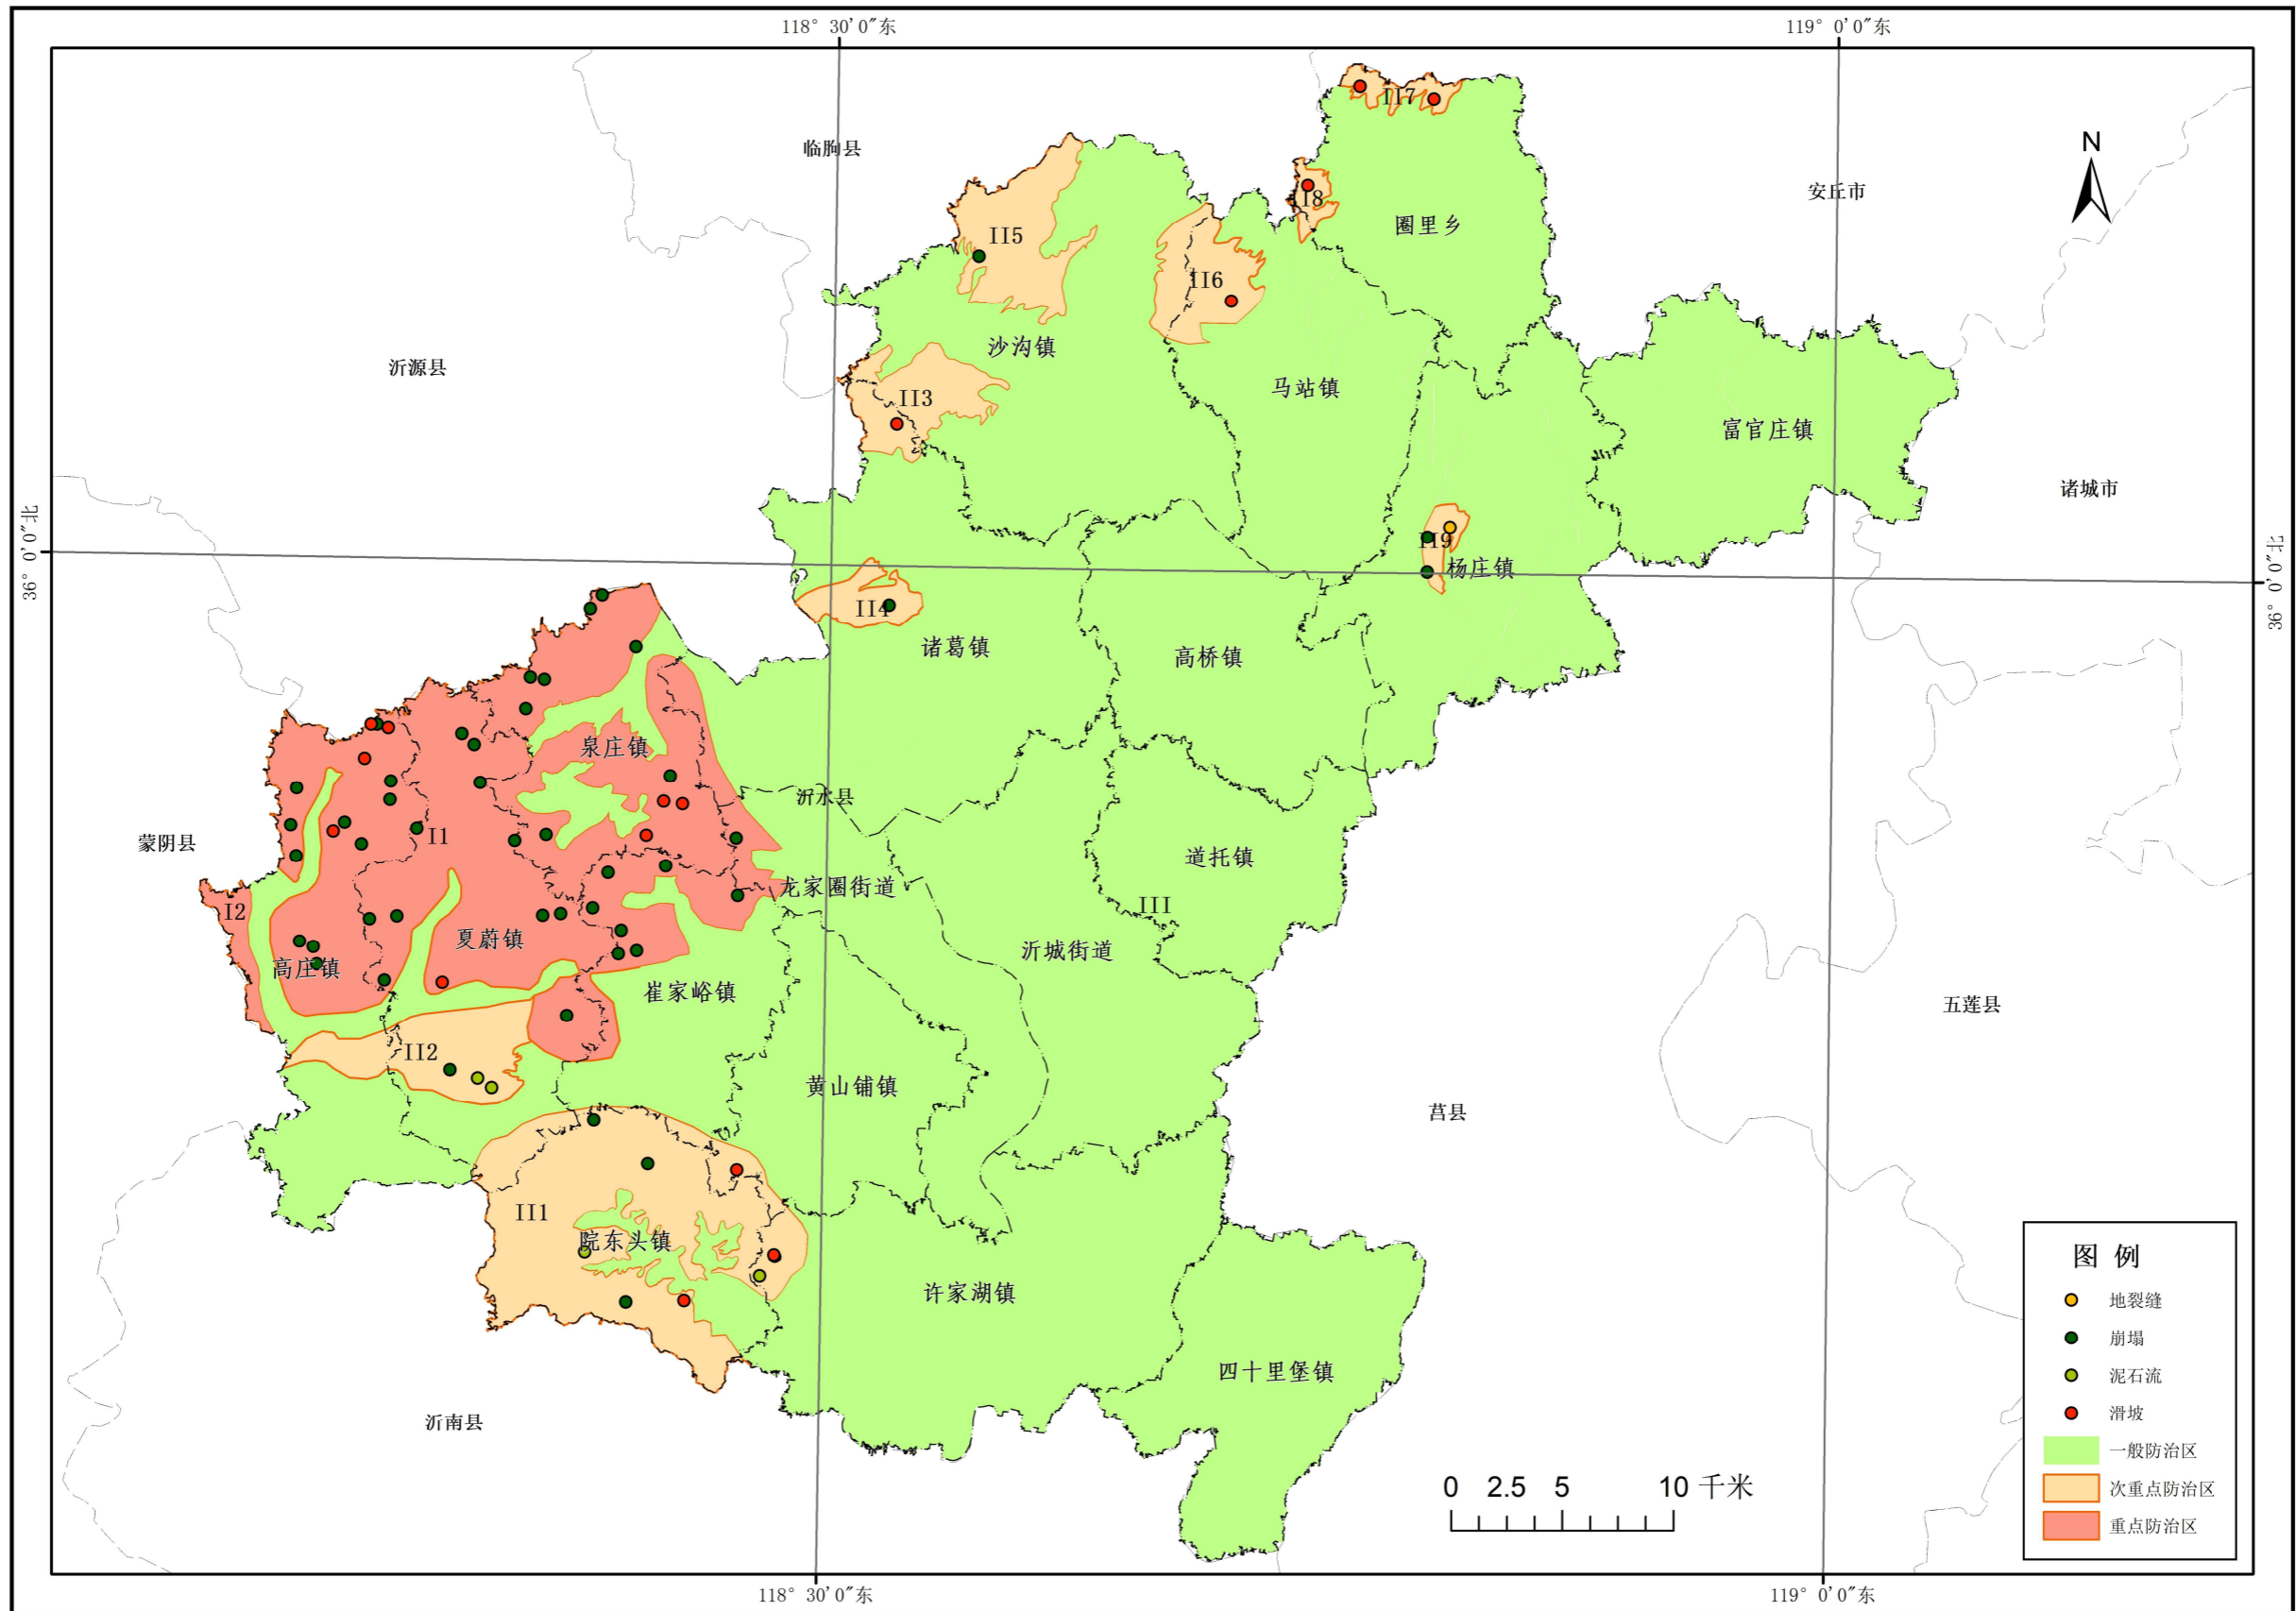 118° 30′0″东
119° 0′0″东
II7
N
临朐县
安丘市
II8
圈里乡
II5
II6
沙沟镇
沂源县
马站镇
II3
富官庄镇
诸城市
36° 0′0″北
II9
36° 0′0″北
杨庄镇
II4
诸葛镇
高桥镇
泉庄镇
沂水县
I1
蒙阴县
道托镇
龙家圈街道
I2
III
夏蔚镇
沂城街道
高庄镇
崔家峪镇
五莲县
II2
黄山铺镇
莒县
II1
院东头镇
许家湖镇
四十里堡镇
沂南县
图 例
地裂缝
崩塌
泥石流
滑坡
一般防治区
次重点防治区
重点防治区
0 2.5 5 10 千米
118° 30′0″东
119° 0′0″东